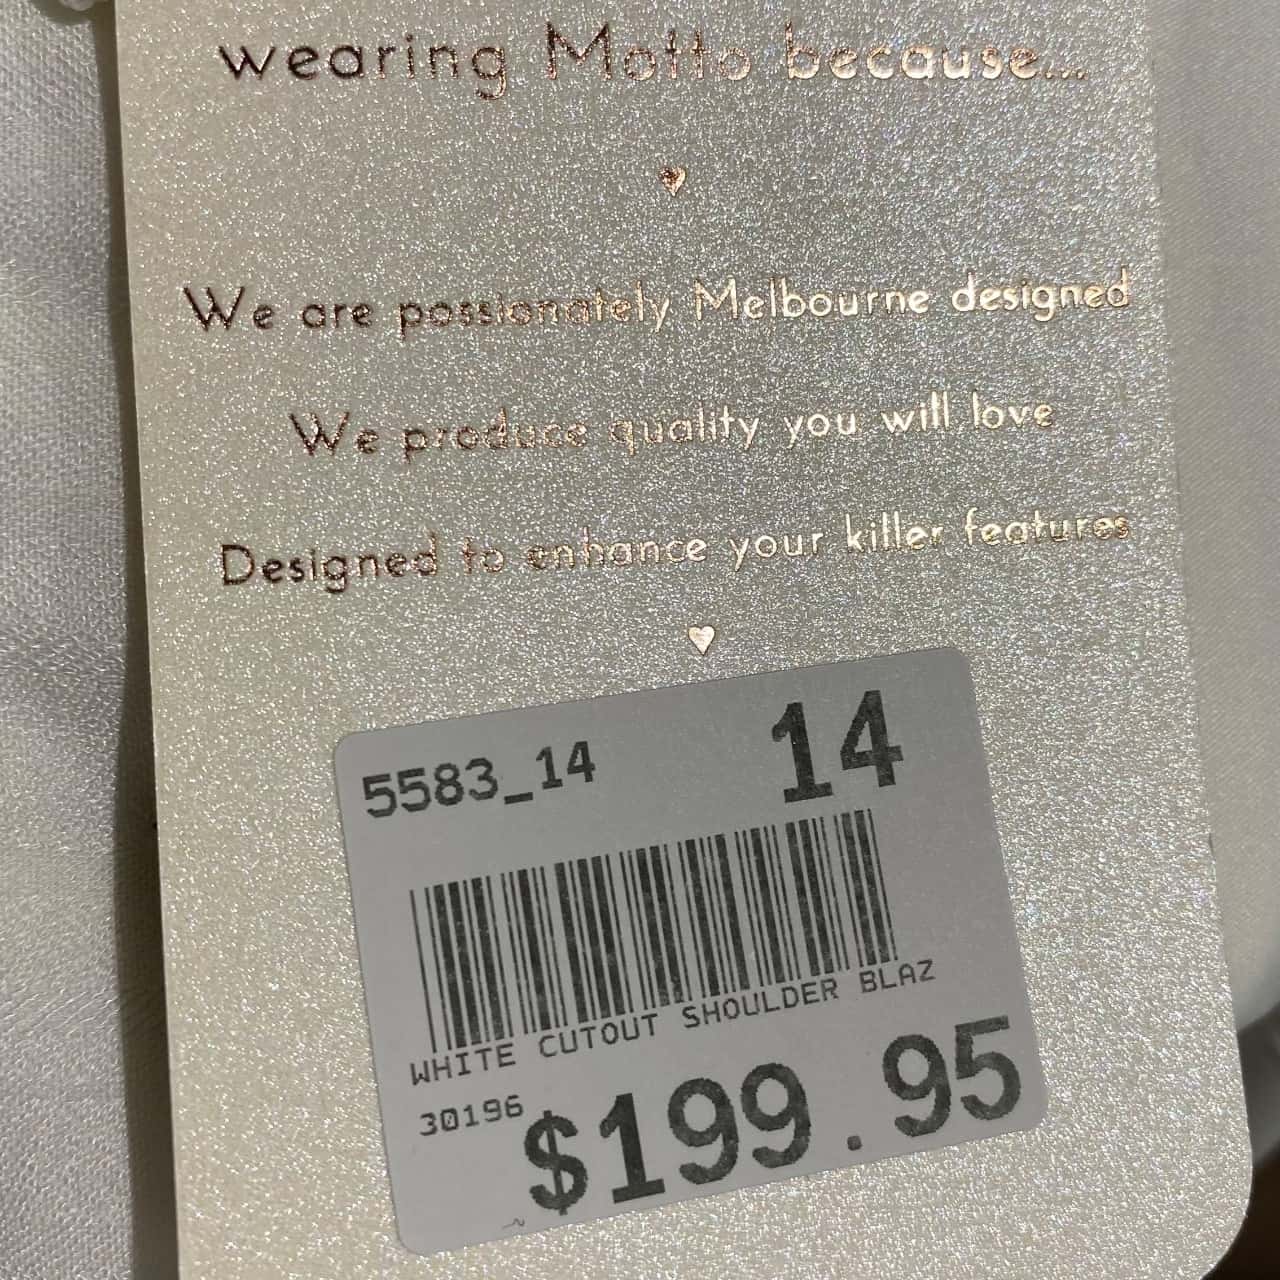 wearing Motto because...
We are passionately Melbourne designed
We produce quality you will love
Designed to enhance your killer features
5583_14 14
WHITE CUTOUT SHOULDER BLAZ
30196 $199.95